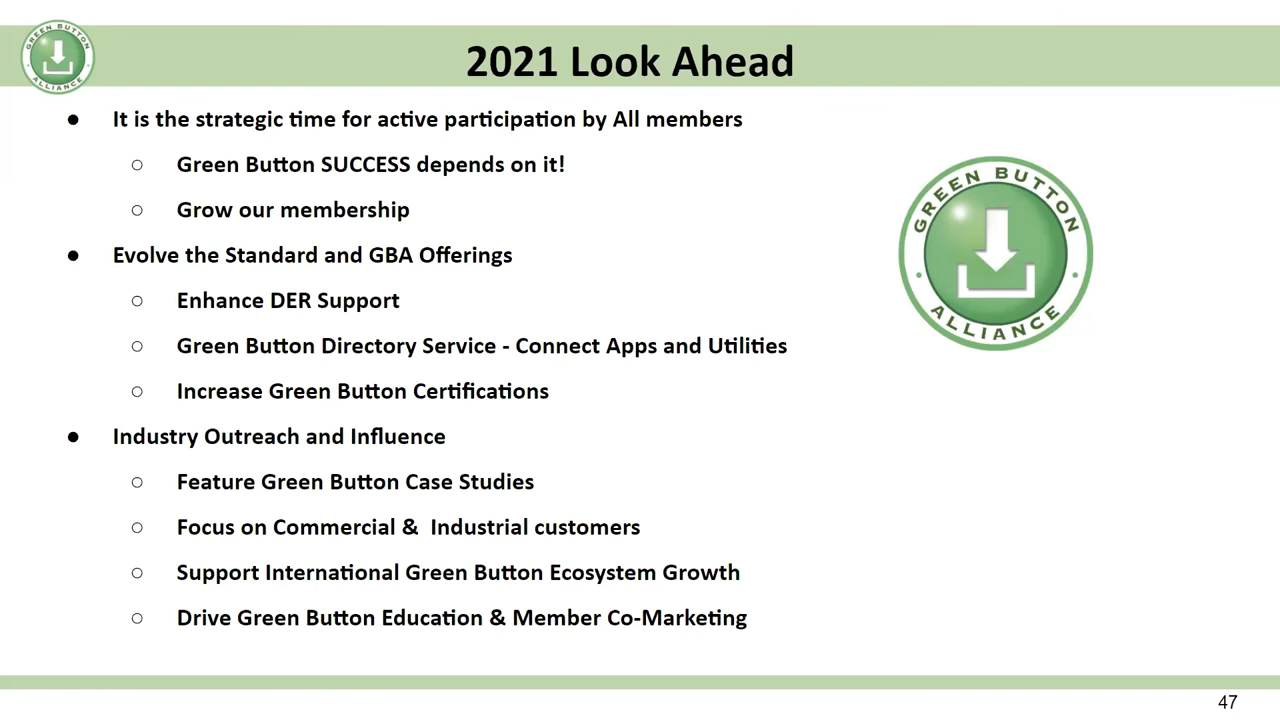 GREEN BUTTON ALLIANCE
2021 Look Ahead
● It is the strategic time for active participation by All members
○ Green Button SUCCESS depends on it!
○ Grow our membership
● Evolve the Standard and GBA Offerings
○ Enhance DER Support
○ Green Button Directory Service - Connect Apps and Utilities
○ Increase Green Button Certifications
● Industry Outreach and Influence
○ Feature Green Button Case Studies
○ Focus on Commercial &  Industrial customers
○ Support International Green Button Ecosystem Growth
○ Drive Green Button Education & Member Co-Marketing
GREEN BUTTON
ALLIANCE
47